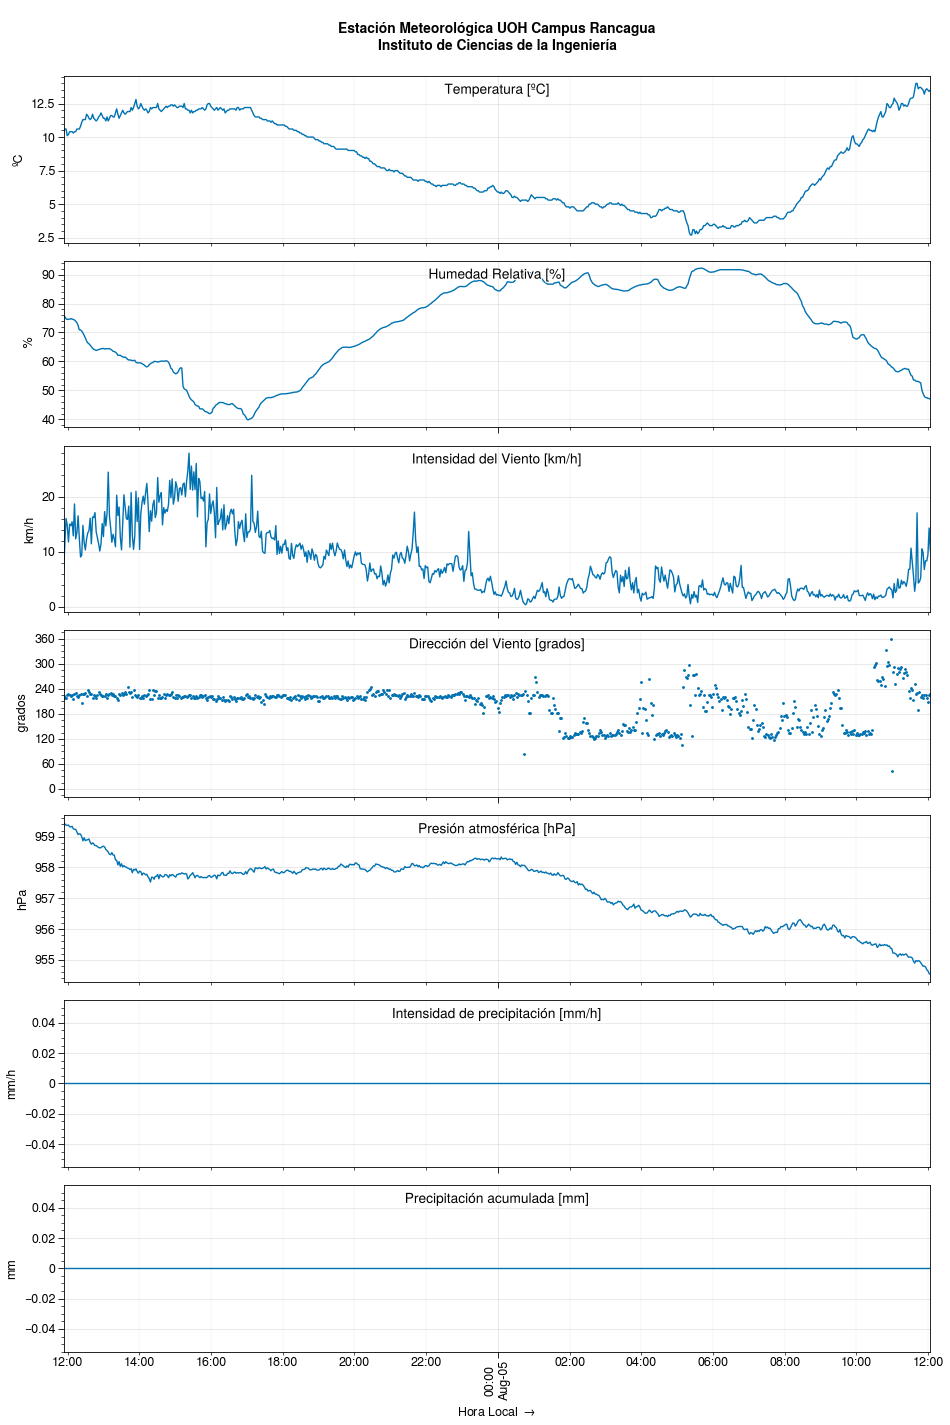 Estación Meteorológica UOH Campus Rancagua
Instituto de Ciencias de la Ingeniería
Temperatura [ºC]
ºC
12.5
10
7.5
5
2.5
Humedad Relativa [%]
%
90
80
70
60
50
40
Intensidad del Viento [km/h]
km/h
20
10
0
Dirección del Viento [grados]
grados
360
300
240
180
120
60
0
Presión atmosférica [hPa]
hPa
959
958
957
956
955
Intensidad de precipitación [mm/h]
mm/h
0.04
0.02
0
−0.02
−0.04
Precipitación acumulada [mm]
mm
0.04
0.02
0
−0.02
−0.04
12:00 14:00 16:00 18:00 20:00 22:00 00:00 02:00 04:00 06:00 08:00 10:00 12:00
Aug-05
Hora Local →